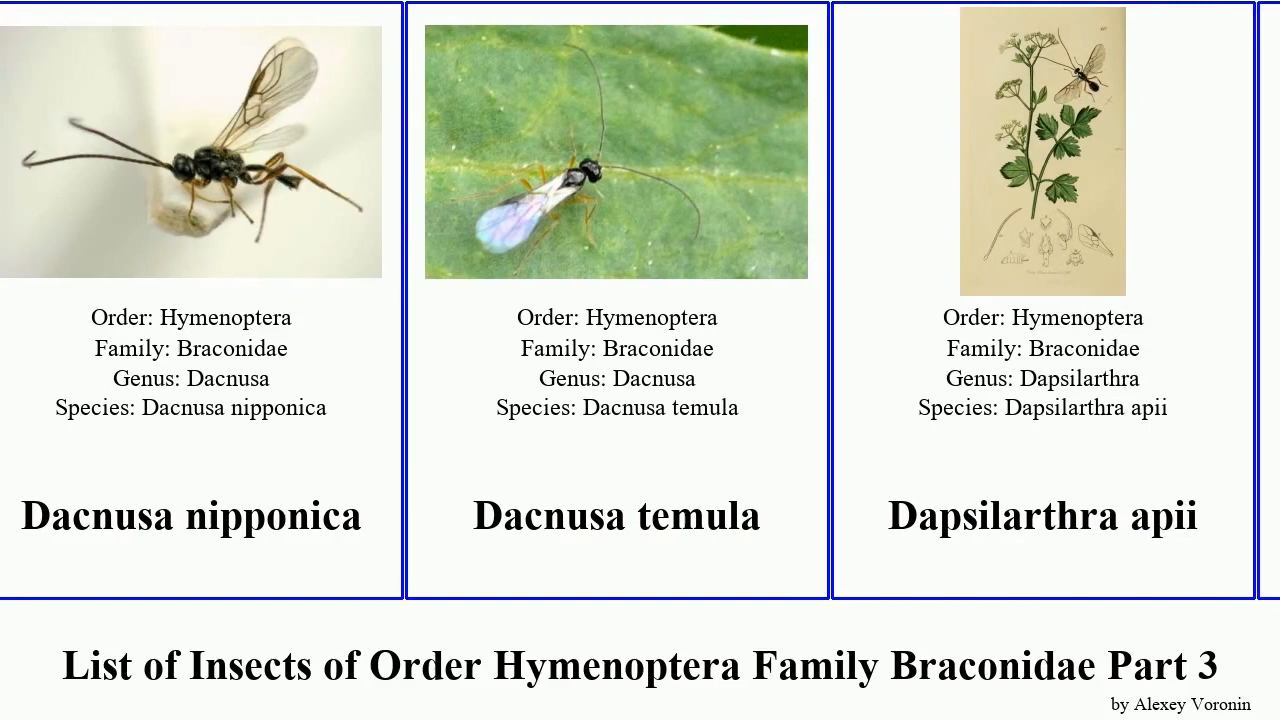 Order: Hymenoptera
Family: Braconidae
Genus: Dacnusa
Species: Dacnusa nipponica
Dacnusa nipponica
Order: Hymenoptera
Family: Braconidae
Genus: Dacnusa
Species: Dacnusa temula
Dacnusa temula
Order: Hymenoptera
Family: Braconidae
Genus: Dapsilarthra
Species: Dapsilarthra apii
Dapsilarthra apii
List of Insects of Order Hymenoptera Family Braconidae Part 3
by Alexey Voronin